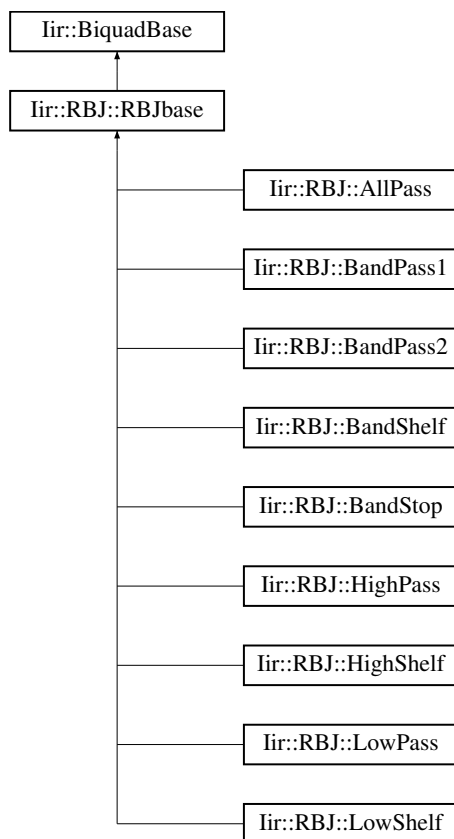 Iir::BiquadBase
Iir::RBJ::RBJbase
Iir::RBJ::AllPass
Iir::RBJ::BandPass1
Iir::RBJ::BandPass2
Iir::RBJ::BandShelf
Iir::RBJ::BandStop
Iir::RBJ::HighPass
Iir::RBJ::HighShelf
Iir::RBJ::LowPass
Iir::RBJ::LowShelf